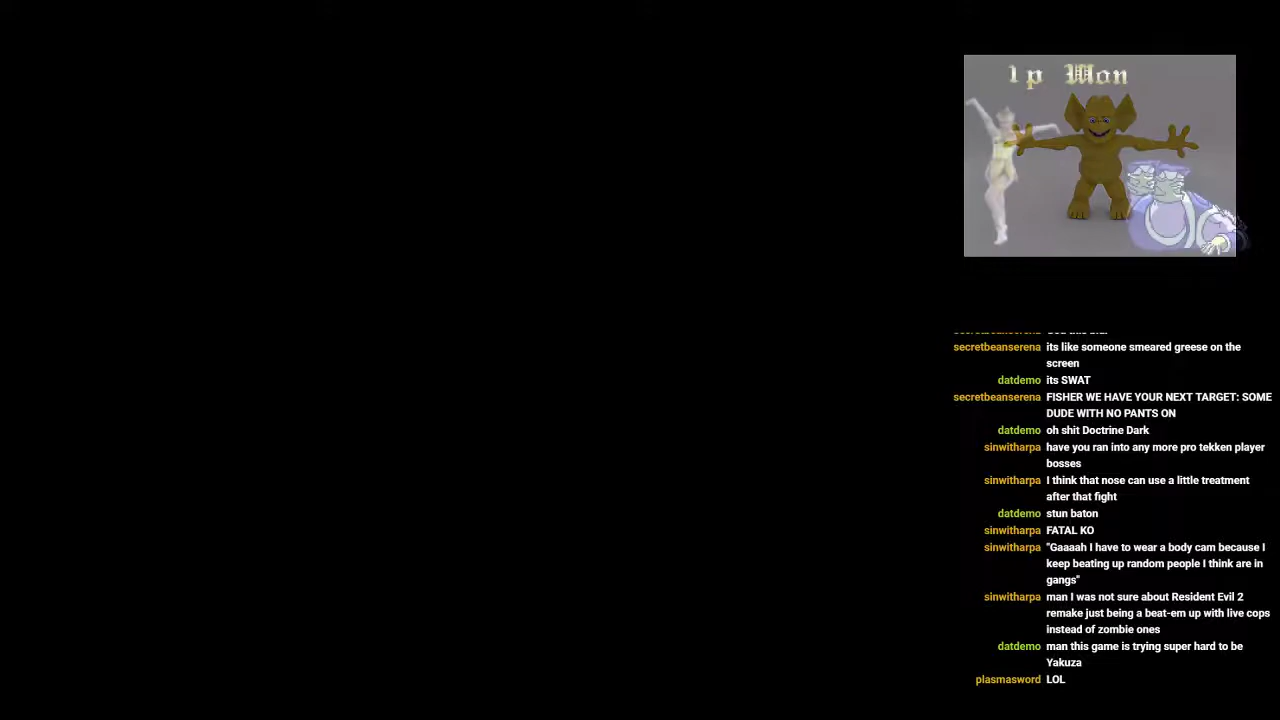 1p Won
secretbeanserena its like someone smeared greese on the
screen
datdemo its SWAT
secretbeanserena FISHER WE HAVE YOUR NEXT TARGET: SOME
DUDE WITH NO PANTS ON
datdemo oh shit Doctrine Dark
sinwitharpa have you ran into any more pro tekken player
bosses
sinwitharpa I think that nose can use a little treatment
after that fight
datdemo stun baton
sinwitharpa FATAL KO
sinwitharpa "Gaaaah I have to wear a body cam because I
keep beating up random people I think are in
gangs"
sinwitharpa man I was not sure about Resident Evil 2
remake just being a beat-em up with live cops
instead of zombie ones
datdemo man this game is trying super hard to be
Yakuza
plasmasword LOL